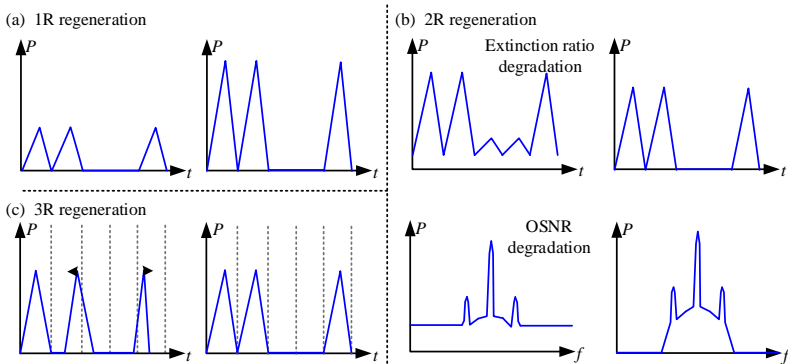 (a) 1R regeneration
P
t
P
t
(b) 2R regeneration
P
Extinction ratio
degradation
t
P
t
(c) 3R regeneration
P
t
P
t
P
OSNR
degradation
f
P
f